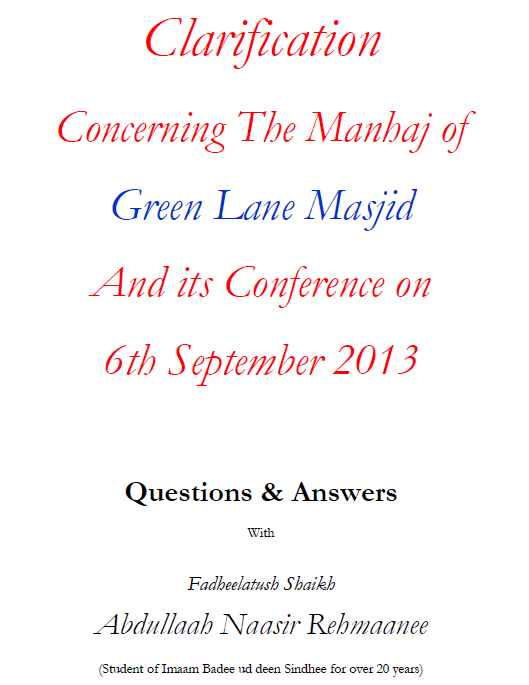 Clarification
Concerning The Manhaj of
Green Lane Masjid
And its Conference on
6th September 2013
Questions & Answers
With
Fadheelatush Shaikh
Abdullaah Naasir Rehmaanee
(Student of Imaam Badee ud deen Sindhee for over 20 years)